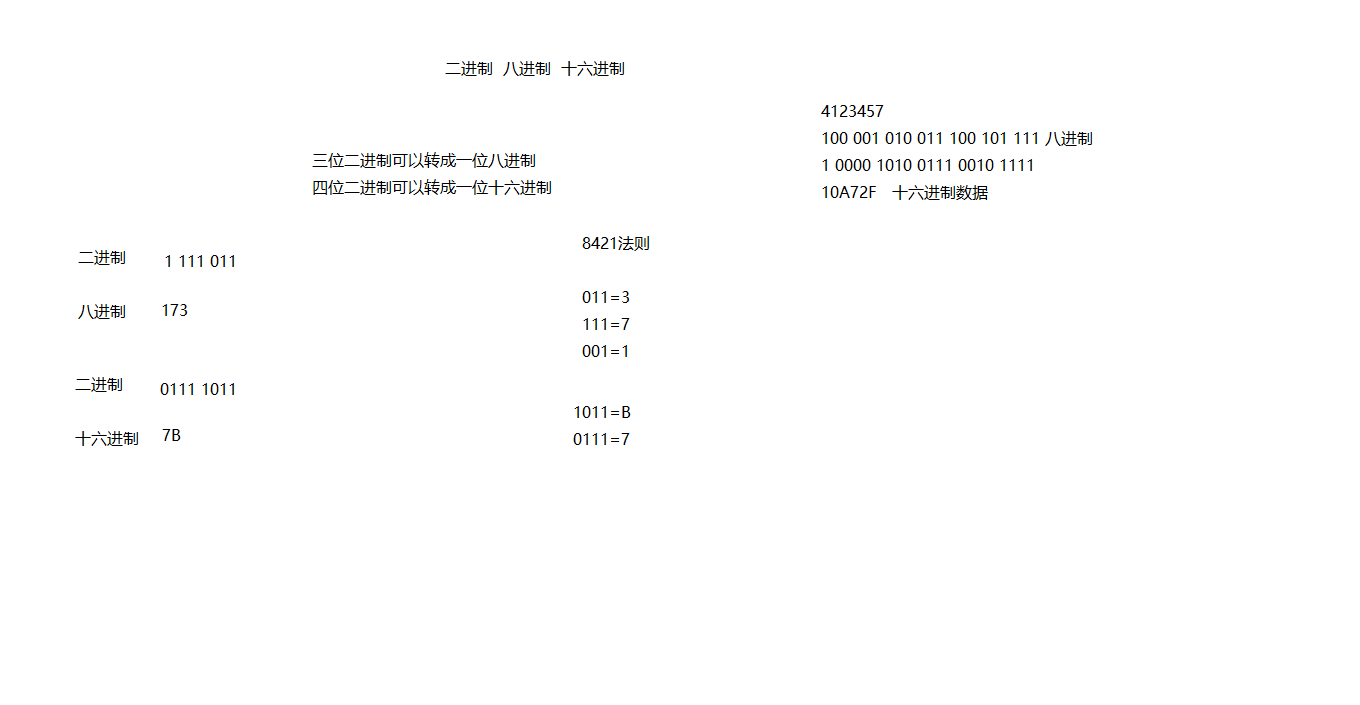 二进制 八进制 十六进制
4123457
100 001 010 011 100 101 111 八进制
1 0000 1010 0111 0010 1111
10A72F 十六进制数据
三位二进制可以转成一位八进制
四位二进制可以转成一位十六进制
8421法则
二进制 1 111 011
八进制 173
011=3
111=7
001=1
二进制 0111 1011
十六进制 7B
1011=B
0111=7